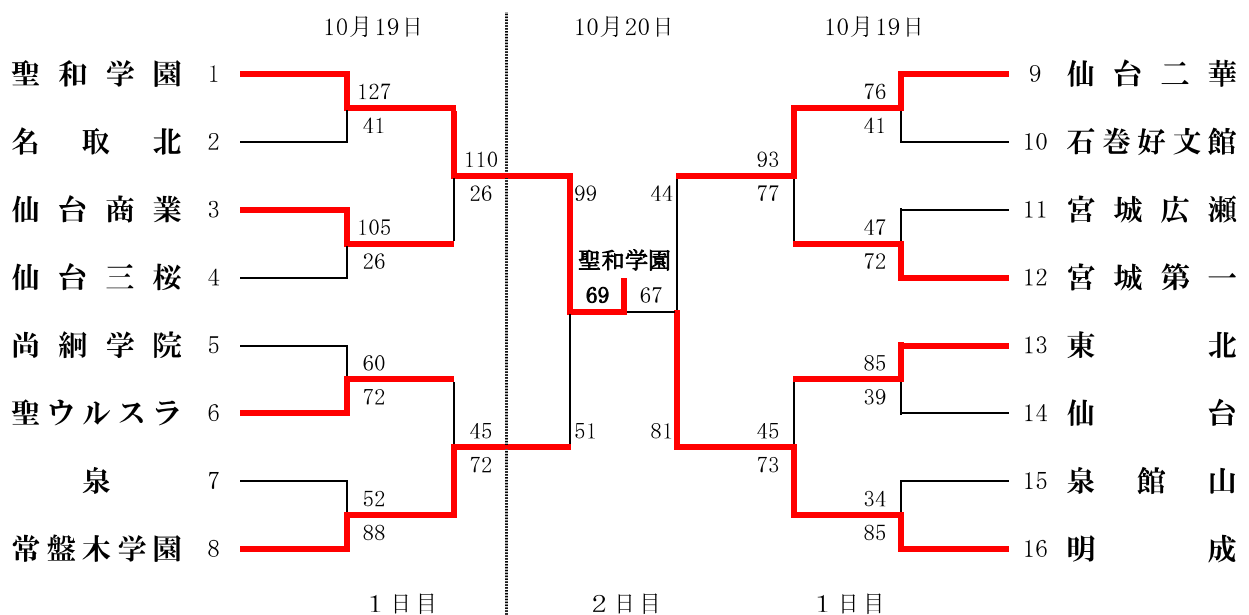 10月19日 10月20日 10月19日
聖和学園 1 127 76 9 仙台二華
名取北 2 41 41 10 石巻好文館
110 93
26 99 44 77
仙台商業 3 105 47 11 宮城広瀬
仙台三桜 4 26 72 12 宮城第一
聖和学園
69 67
尚絅学院 5 60 85 13 東北
聖ウルスラ 6 72 39 14 仙台
45 51 81 45
72 73
泉 7 52 34 15 泉館山
常盤木学園 8 88 85 16 明成
1日目 2日目 1日目